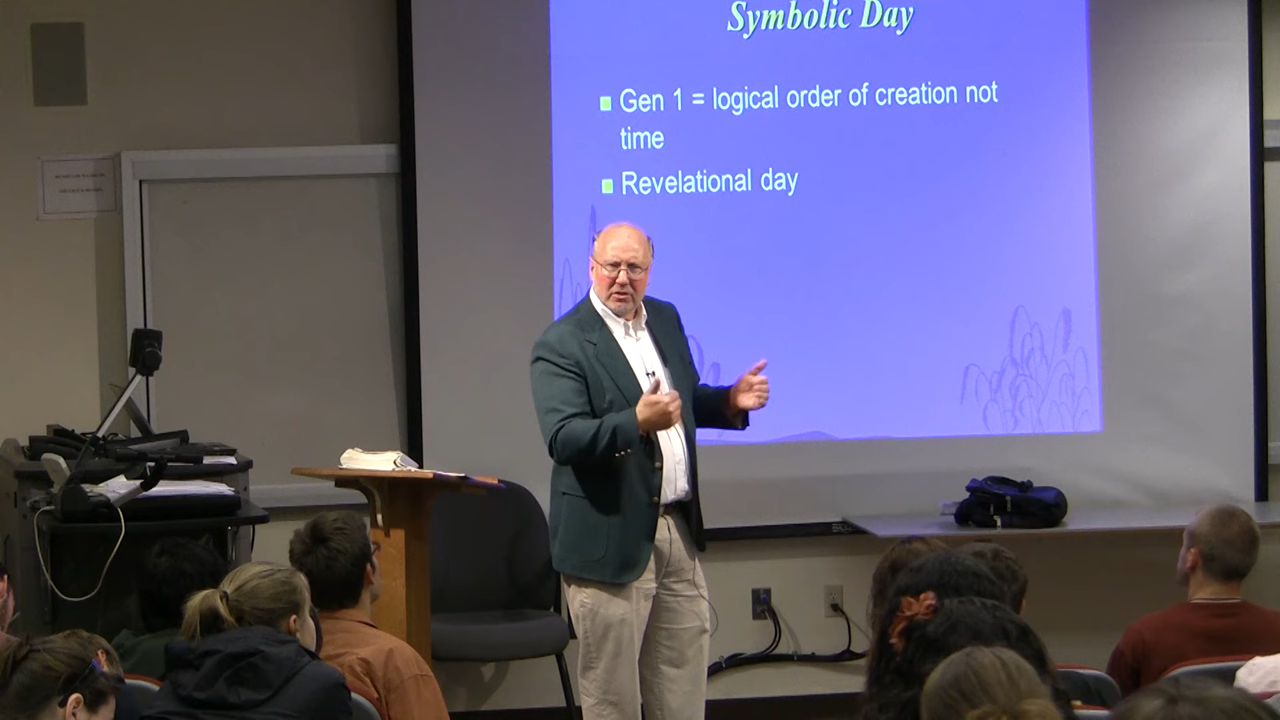 Symbolic Day
Gen 1 = logical order of creation not
time
Revelational day